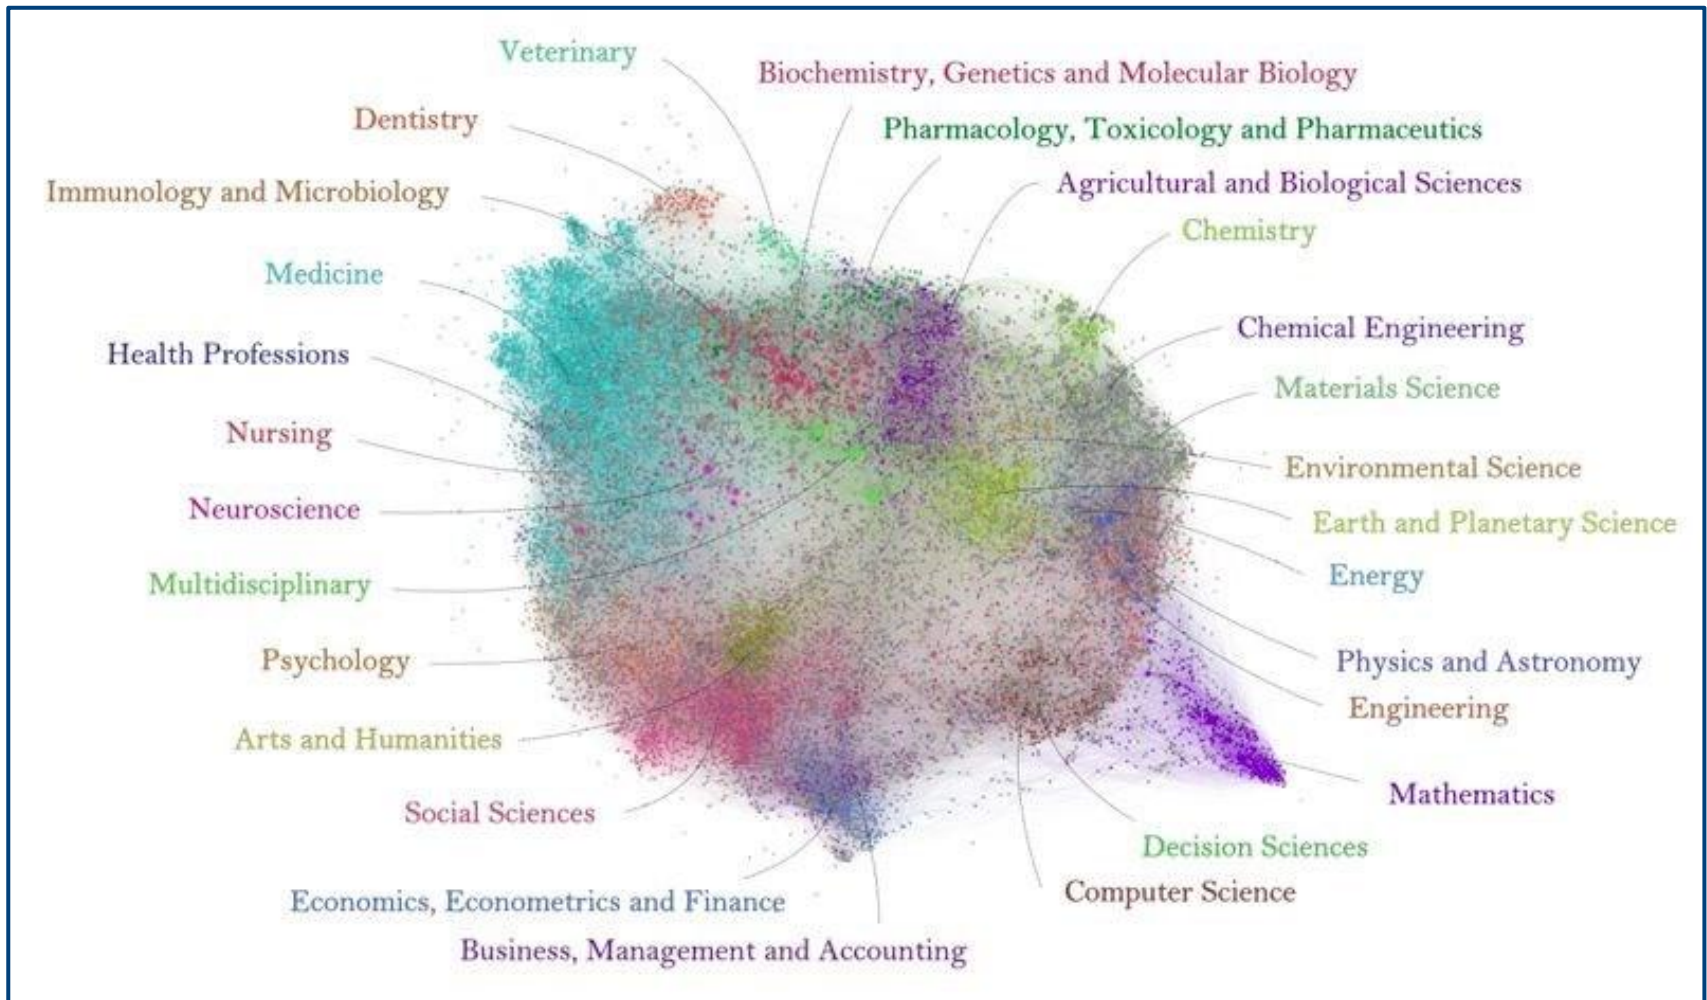 Veterinary
Biochemistry, Genetics and Molecular Biology
Dentistry
Pharmacology, Toxicology and Pharmaceutics
Immunology and Microbiology
Agricultural and Biological Sciences
Chemistry
Medicine
Chemical Engineering
Health Professions
Materials Science
Nursing
Environmental Science
Neuroscience
Earth and Planetary Science
Energy
Multidisciplinary
Psychology
Physics and Astronomy
Engineering
Arts and Humanities
Mathematics
Social Sciences
Decision Sciences
Computer Science
Economics, Econometrics and Finance
Business, Management and Accounting